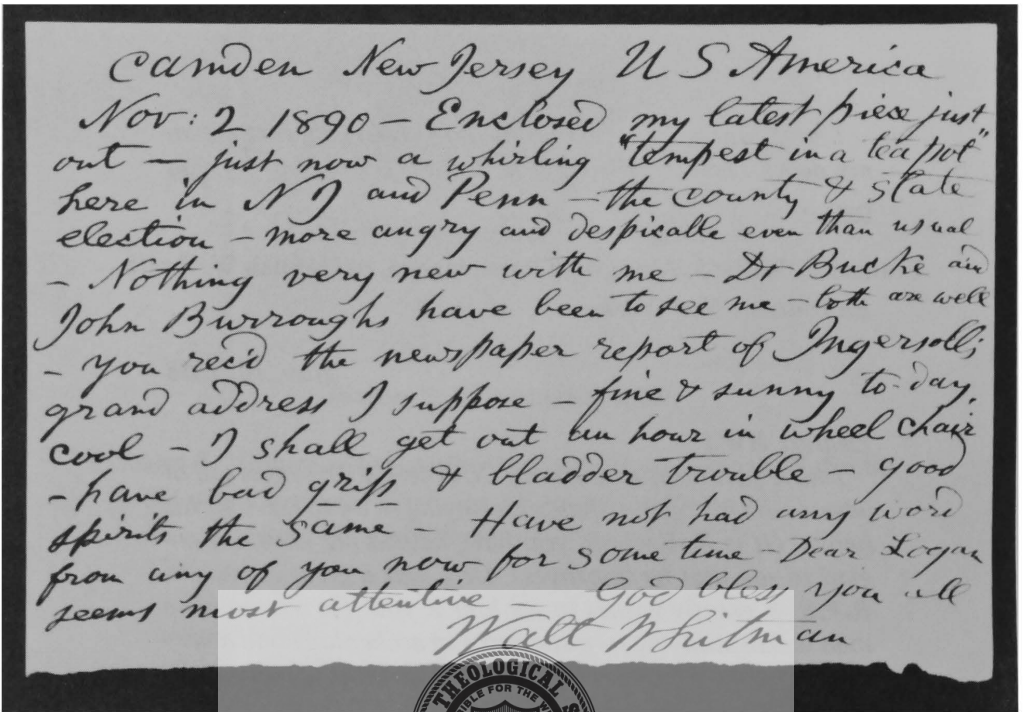 Camden New Jersey U S America
Nov: 2 1890 – Enclosed my latest piece just
out – just now a whirling "tempest in a tea pot"
here in N J and Penn – the county & state
election – more angry and despicable even than usual
– Nothing very new with me – Dr Bucke and
John Burroughs have been to see me – both are well
– you rec'd the newspaper report of Ingersoll's
grand address I suppose – fine & sunny to-day,
cool – I shall get out an hour in wheel chair
– have bad grip & bladder trouble – good
spirits the same – Have not had any word
from any of you now for some time – Dear Logan
seems most attentive – God bless you all
Walt Whitman
THEOLOGICAL S
IBLE FOR THE W